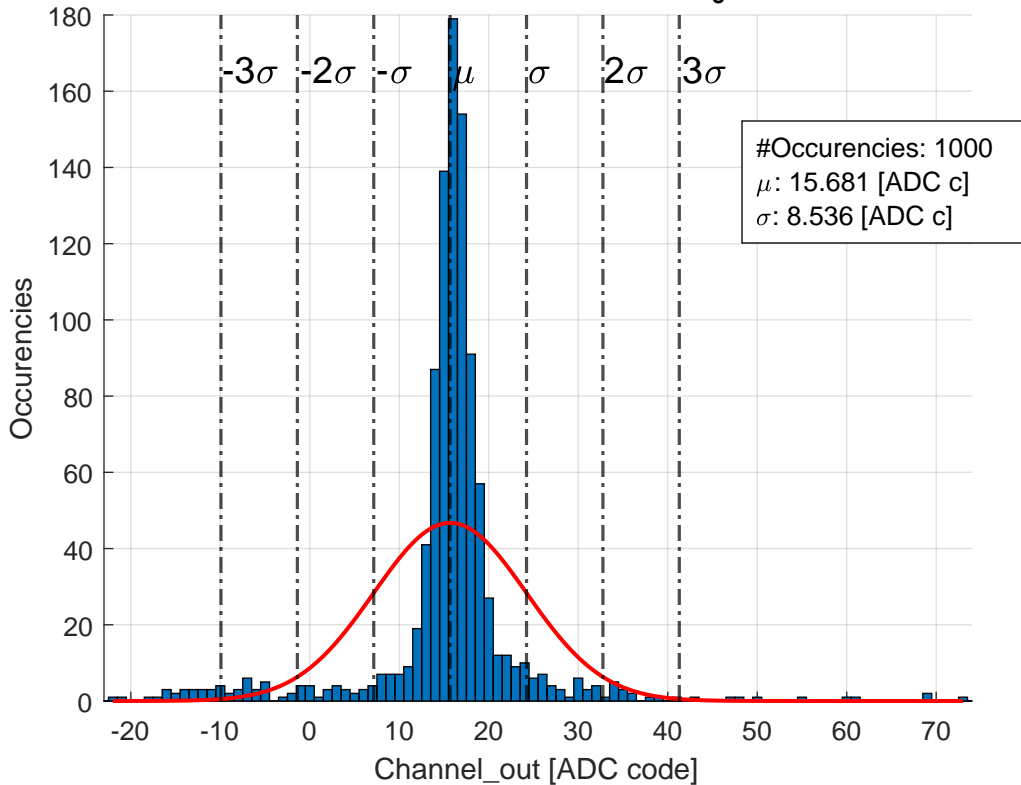 180
160
140
120
100
80
60
40
20
0
Occurencies
-3σ -2σ -σ μ σ 2σ 3σ
#Occurencies: 1000
μ: 15.681 [ADC c]
σ: 8.536 [ADC c]
-20 -10 0 10 20 30 40 50 60 70
Channel_out [ADC code]